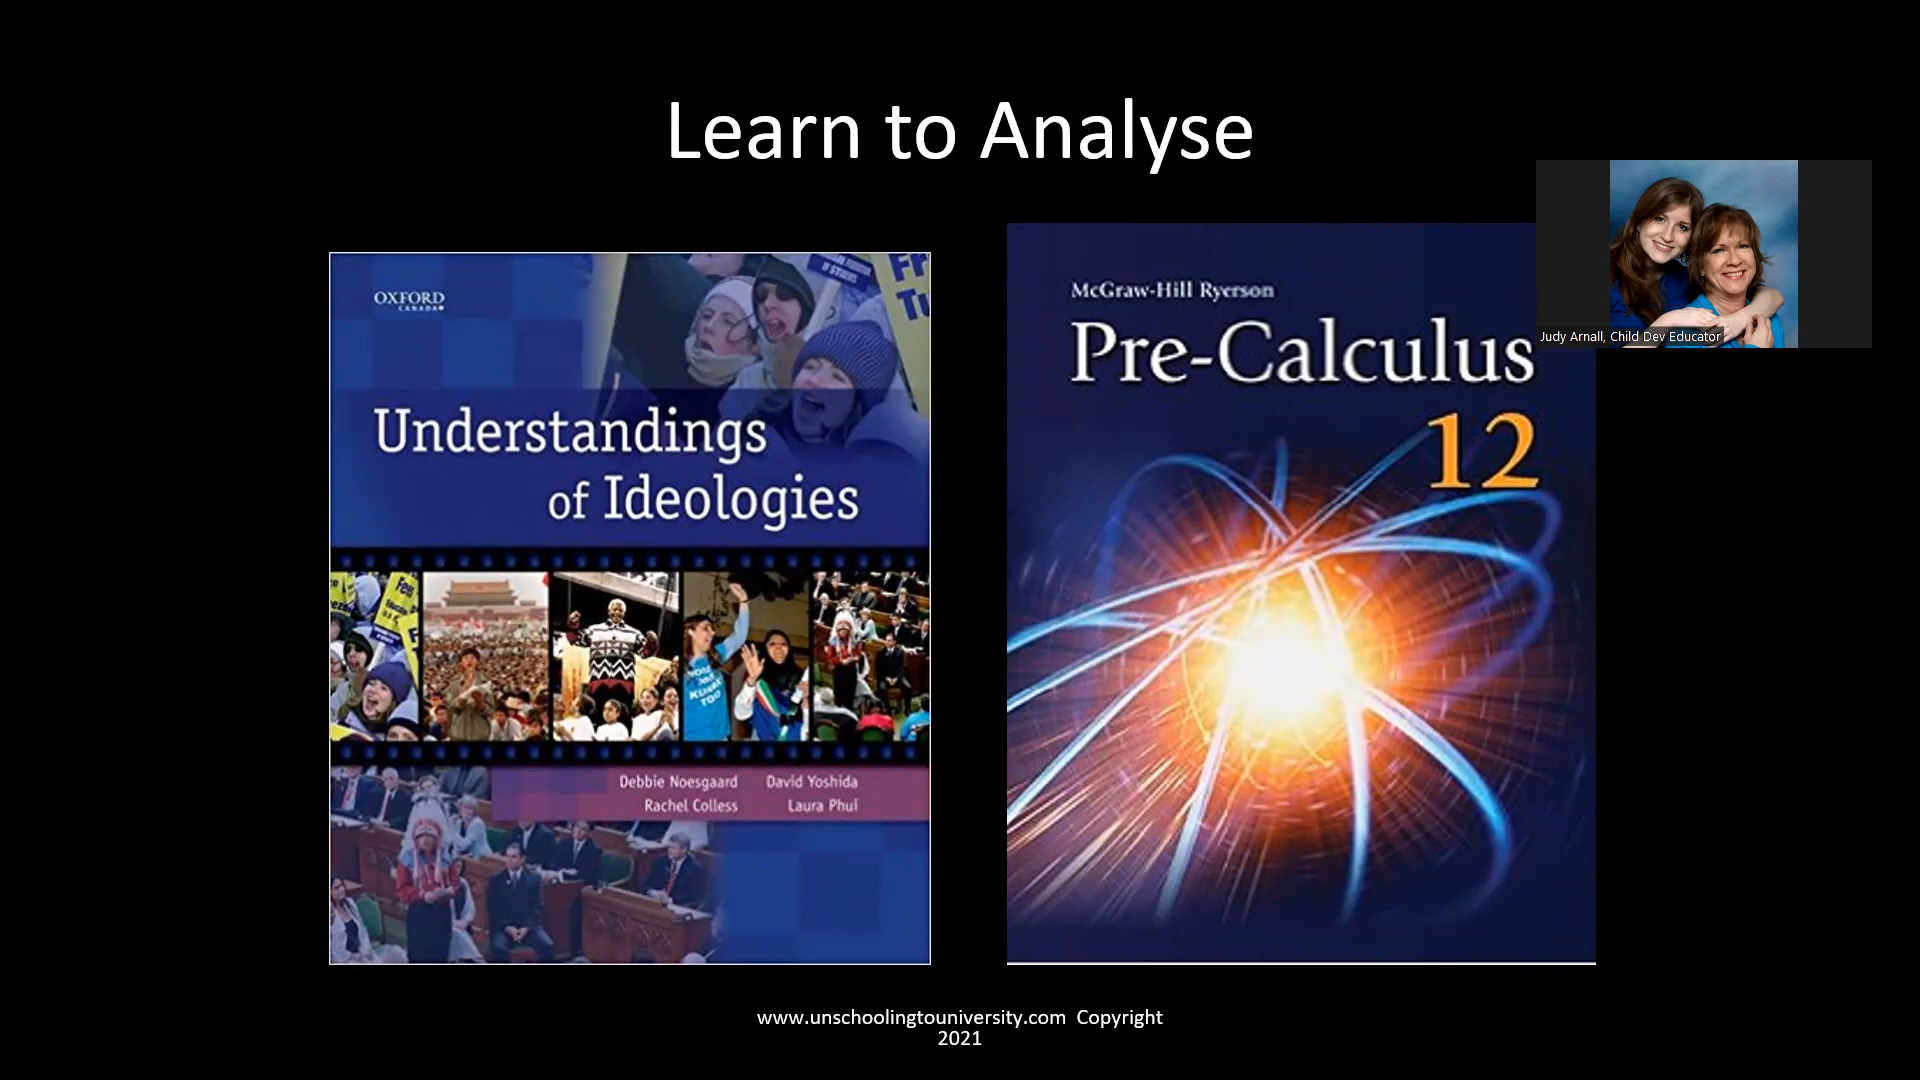 Learn to Analyse
OXFORD
CANADA
Understandings
of Ideologies
Debbie Noesgaard David Yoshida
Rachel Colless Laura Phui
McGraw-Hill Ryerson
Pre-Calculus
12
Judy Arnall, Child Dev Educator
www.unschoolingtouniversity.com Copyright
2021